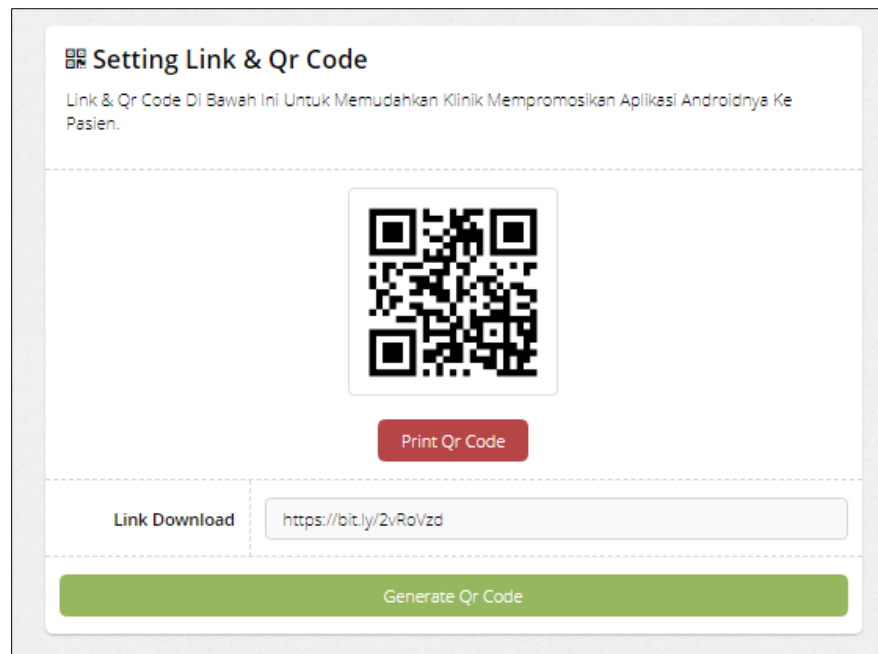 Setting Link & Qr Code
Link & Qr Code Di Bawah Ini Untuk Memudahkan Klinik Mempromosikan Aplikasi Androidnya Ke
Pasien.
Print Qr Code
Link Download
https://bit.ly/2vRoVzd
Generate Qr Code